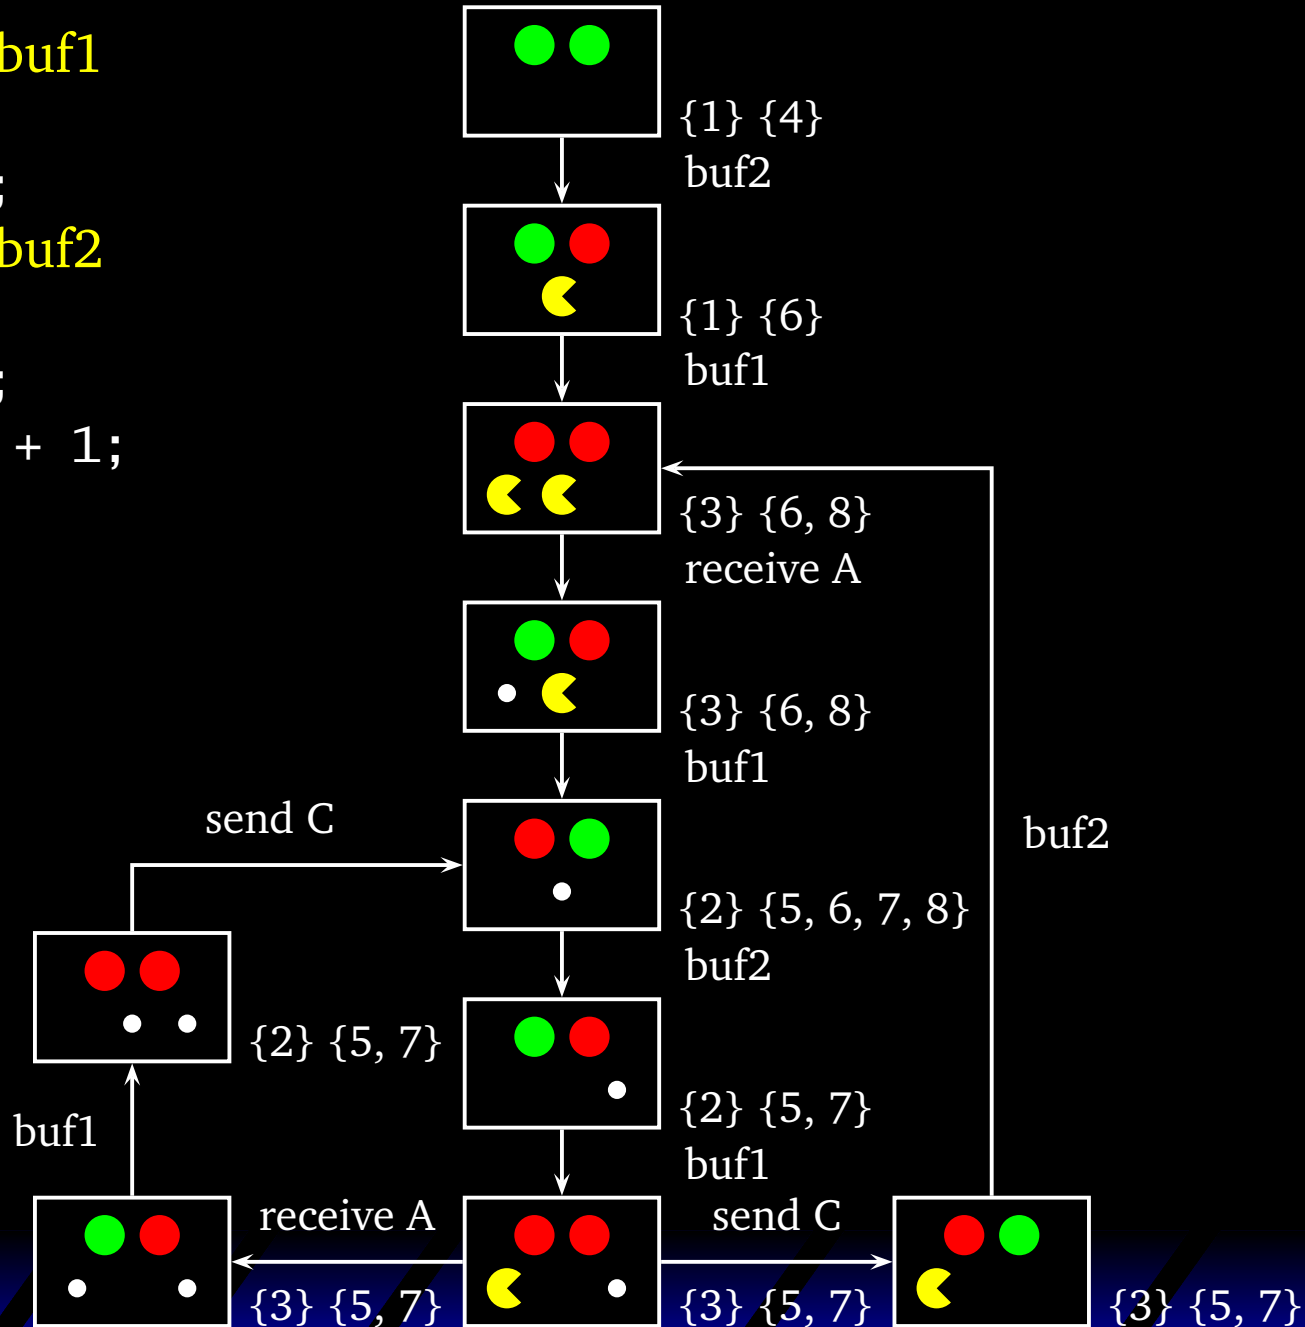 buf1
;
buf2
;
+ 1;
{1} {4}
buf2
{1} {6}
buf1
{3} {6, 8}
receive A
{3} {6, 8}
buf1
send C
buf2
{2} {5, 6, 7, 8}
buf2
{2} {5, 7}
{2} {5, 7}
buf1
buf1
receive A
send C
{3} {5, 7}
{3} {5, 7}
{3} {5, 7}